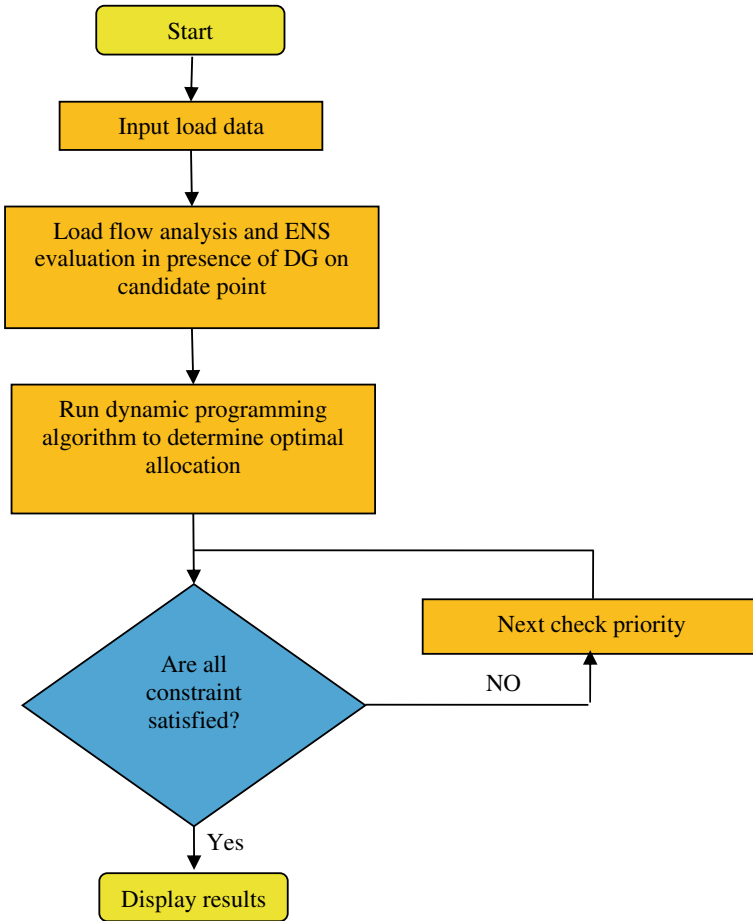 Start
Input load data
Load flow analysis and ENS
evaluation in presence of DG on
candidate point
Run dynamic programming
algorithm to determine optimal
allocation
Next check priority
Are all
constraint
satisfied?
NO
Yes
Display results